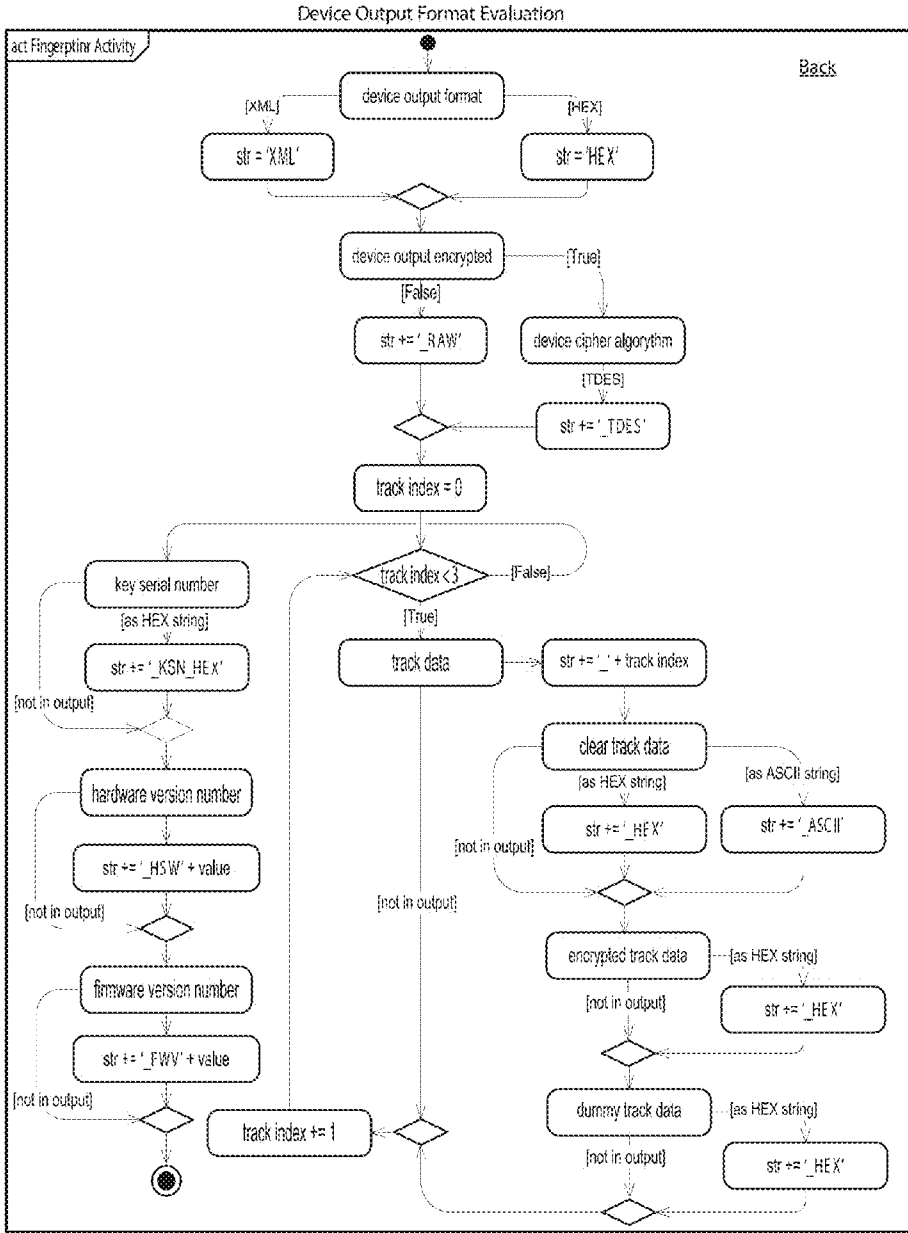 Device Output Format Evaluation
act Fingerptinr Activity
Back
device output format
[XML]
[HEX]
str = 'XML'
str = 'HEX'
device output encrypted
[True]
[False]
str += '_RAW'
device cipher algorythm
[TDES]
str += '_TDES'
track index = 0
key serial number
track index <3
[False]
[as HEX string]
[True]
str += '_KSN_HEX'
track data
str += '_' + track index
[not in output]
clear track data
hardware version number
[as HEX string]
[as ASCII string]
str += '_HEX'
str += '_ASCII'
[not in output]
str += '_HSW' + value
[not in output]
[not in output]
encrypted track data
[as HEX string]
firmware version number
[not in output]
str += '_HEX'
str += '_FWV' + value
[not in output]
dummy track data
[as HEX string]
track index += 1
[not in output]
str += '_HEX'